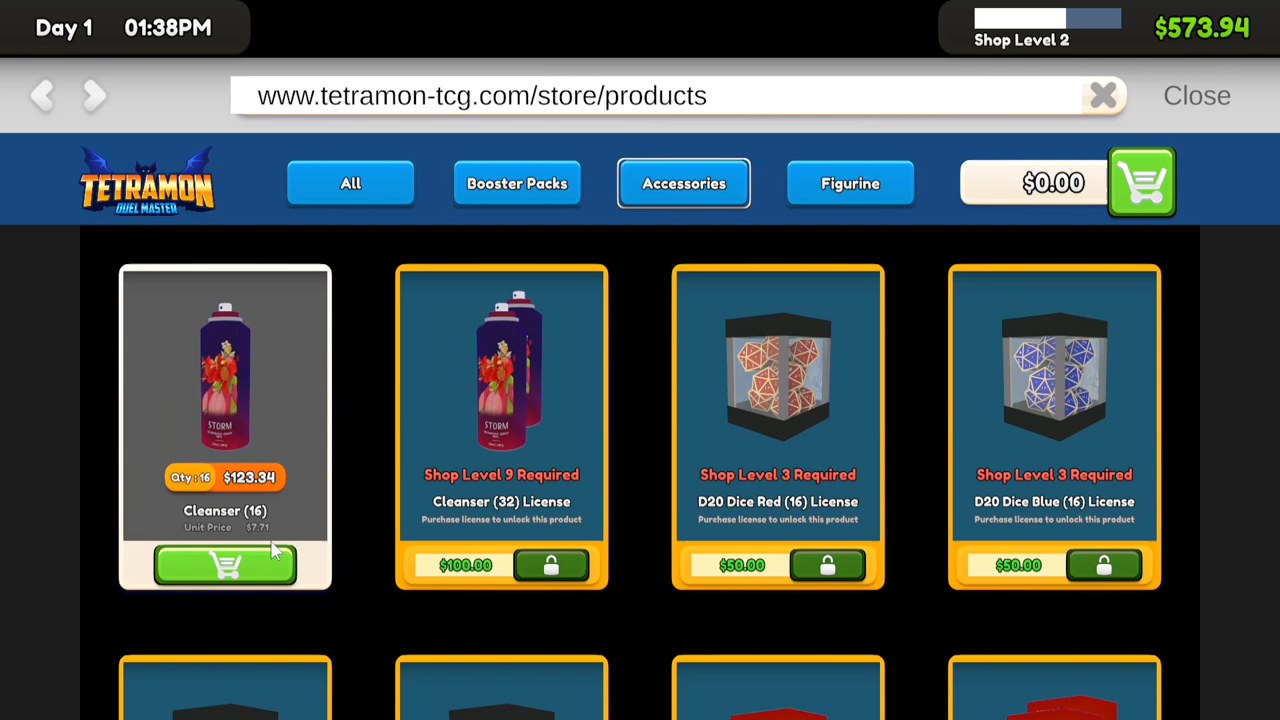 Day 1 01:38PM
Shop Level 2
$573.94
www.tetramon-tcg.com/store/products
Close
TETRAMON
DUEL MASTER
All
Booster Packs
Accessories
Figurine
$0.00
STORM
Qty : 16 $123.34
Cleanser (16)
Unit Price $7.71
STORM
Shop Level 9 Required
Cleanser (32) License
Purchase license to unlock this product
$100.00
Shop Level 3 Required
D20 Dice Red (16) License
Purchase license to unlock this product
$50.00
Shop Level 3 Required
D20 Dice Blue (16) License
Purchase license to unlock this product
$50.00